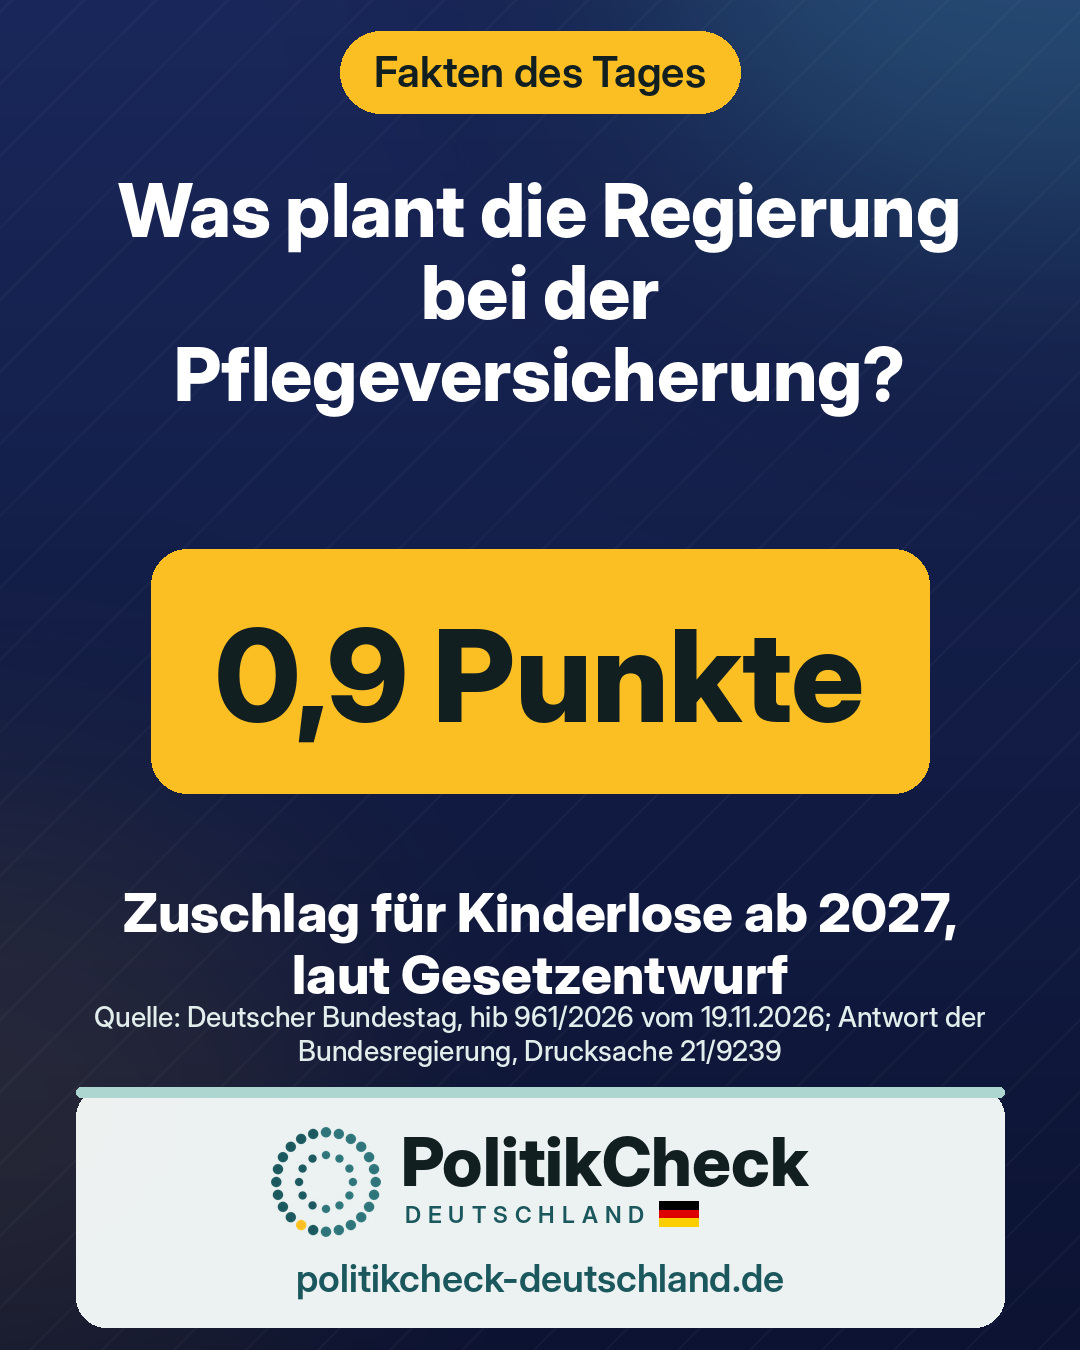 Fakten des Tages
Was plant die Regierung
bei der
Pflegeversicherung?
0,9 Punkte
Zuschlag für Kinderlose ab 2027,
laut Gesetzentwurf
Quelle: Deutscher Bundestag, hib 961/2026 vom 19.11.2026; Antwort der
Bundesregierung, Drucksache 21/9239
PolitikCheck
DEUTSCHLAND
politikcheck-deutschland.de